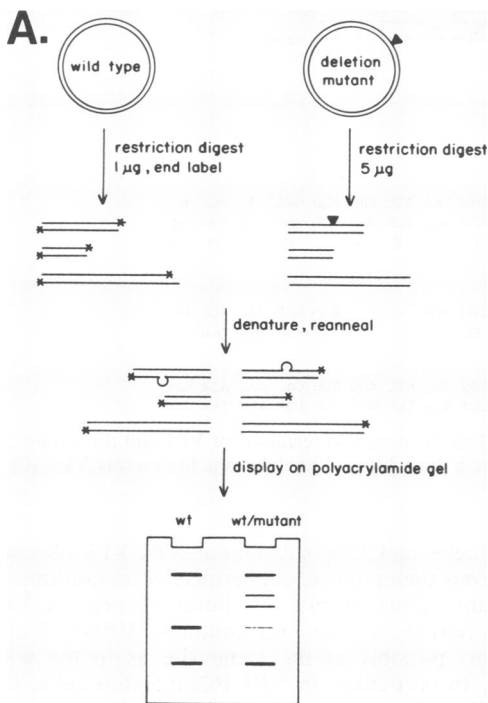 A.
wild type
deletion
mutant
restriction digest
1 μg, end label
restriction digest
5 μg
denature, reanneal
display on polyacrylamide gel
wt
wt/mutant